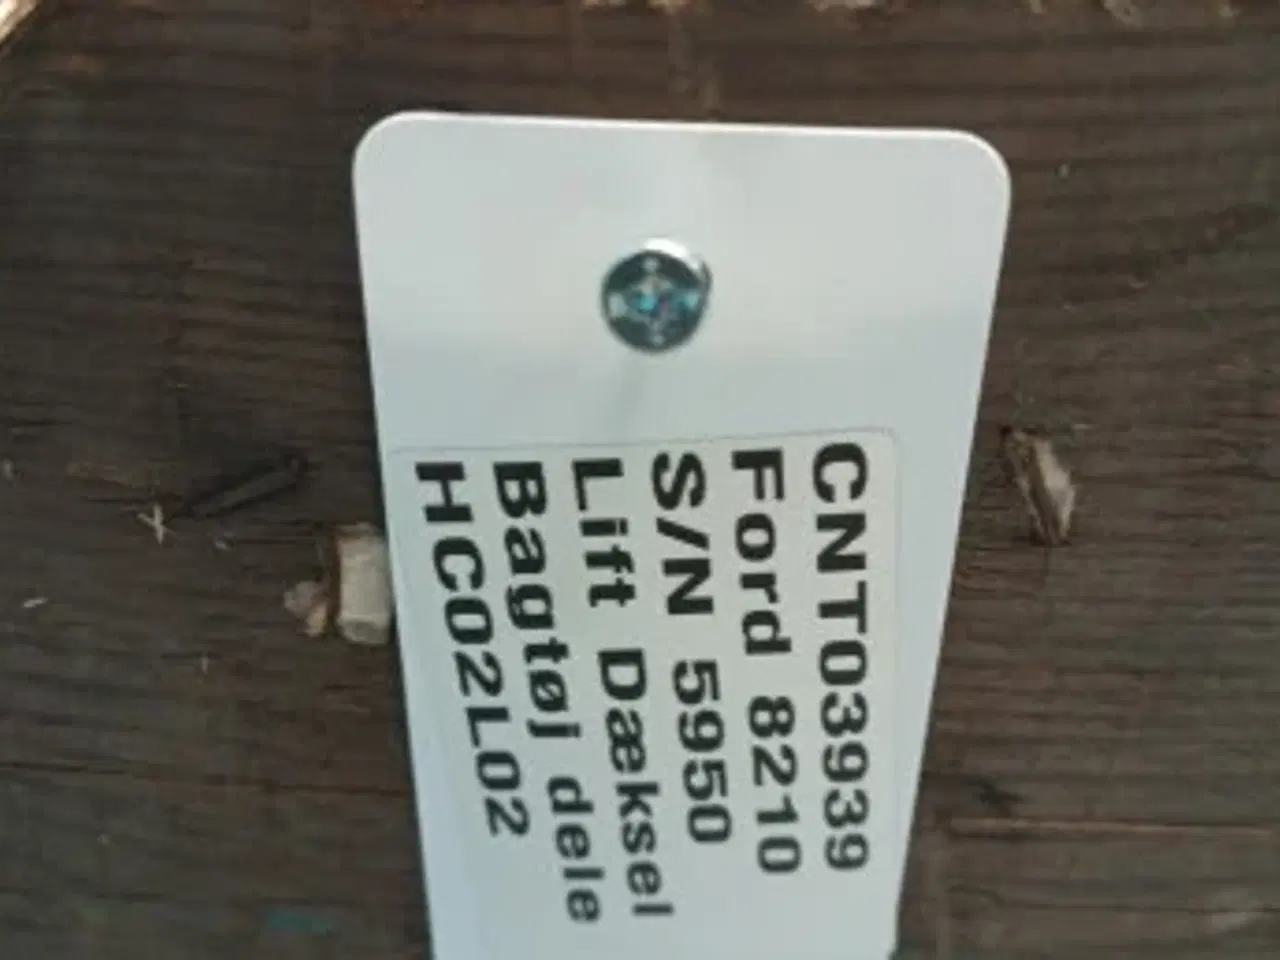 CNT03939
Ford 8210
S/N 5950
Lift Dæksel
Bagtøj dele
HC02L02